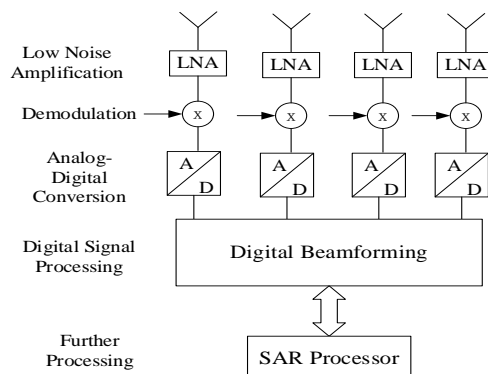 Low Noise
Amplification
LNA LNA LNA LNA
Demodulation
x x x x
Analog-
Digital
Conversion
A D A D A D A D
Digital Signal
Processing
Digital Beamforming
Further
Processing
SAR Processor